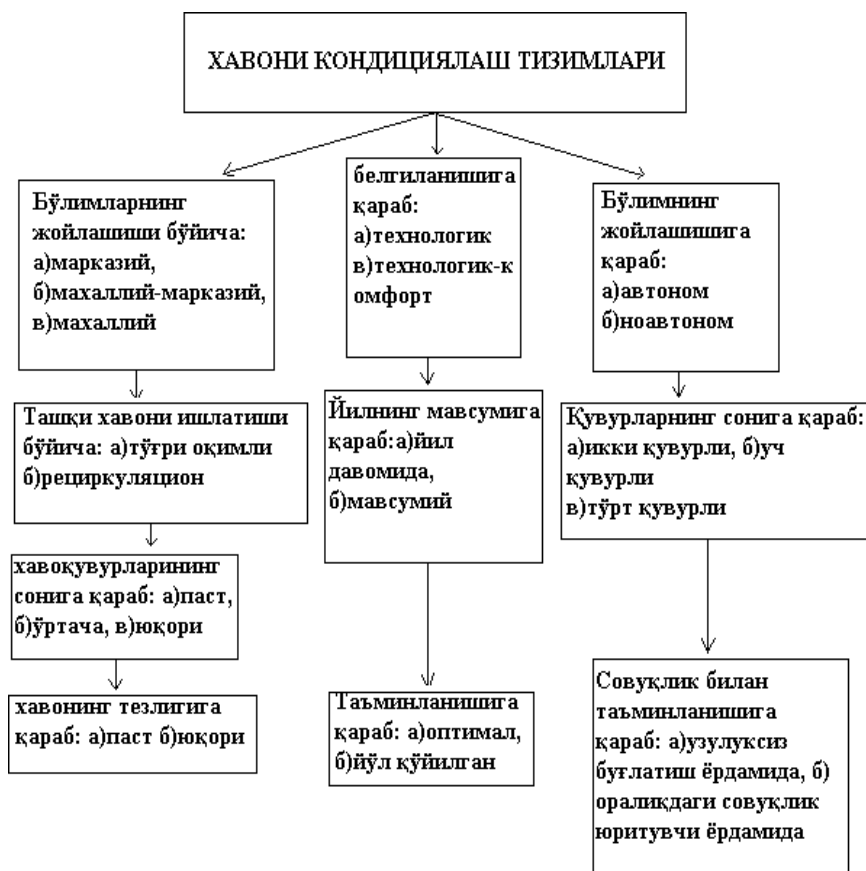 ХАВОНИ КОНДИЦИЯЛАШ ТИЗИМЛАРИ
Бўлимларнинг
жойлашиши бўйича:
а)марказий,
б)махаллий-марказий,
в)махаллий
белгиланишига
қараб:
а)технологик
в)технологик-к
омфорт
Бўлимнинг
жойлашишига
қараб:
а)автоном
б)ноавтоном
Ташқи хавони ишлатиши
бўйича: а)тўғри оқимли
б)рециркуляцион
Йилнинг мавсумига
қараб:а)йил
давомида,
б)мавсумий
Қувурларнинг сонига қараб:
а)икки қувурли, б)уч
қувурли
в)тўрт қувурли
хавоқувурларининг
сонига қараб: а)паст,
б)ўртача, в)юқори
хавонинг тезлигига
қараб: а)паст б)юқори
Таъминланишига
қараб: а)оптимал,
б)йўл қўйилган
Совуқлик билан
таъминланишига
қараб: а)узулуксиз
буғлатиш ёрдамида, б)
оралиқдаги совуқлик
юритувчи ёрдамида